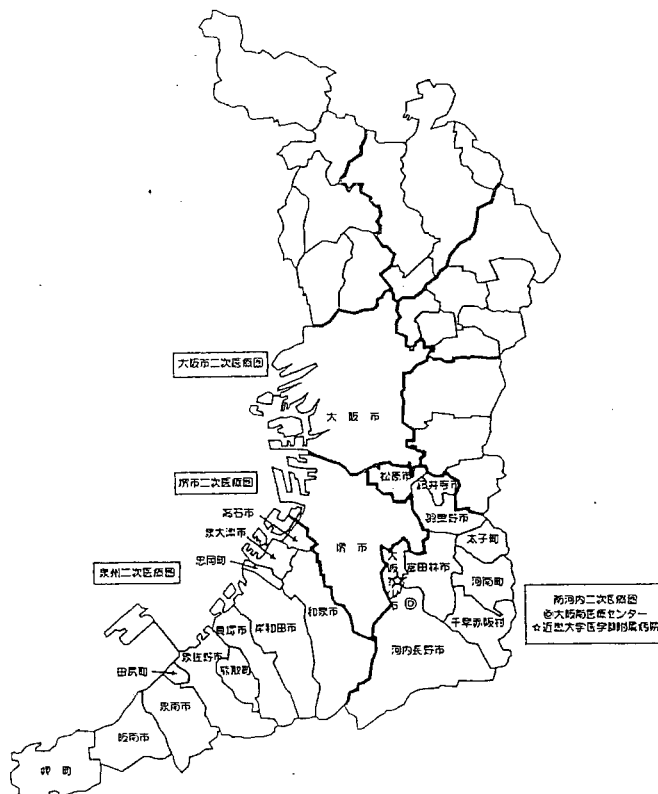 大阪市二次医療圏
大阪市
堺市二次医療圏
松原市
藤井寺市
羽曳野市
高石市
泉大津市
太子町
堺市
忠岡町
大阪狭山市
富田林市
泉州二次医療圏
河南町
和泉市
南河内二次医療圏
◎大阪南医療センター
☆近畿大学医学部附属病院
貝塚市
岸和田市
千早赤阪村
泉佐野市
熊取町
河内長野市
田尻町
泉南市
阪南市
岬町